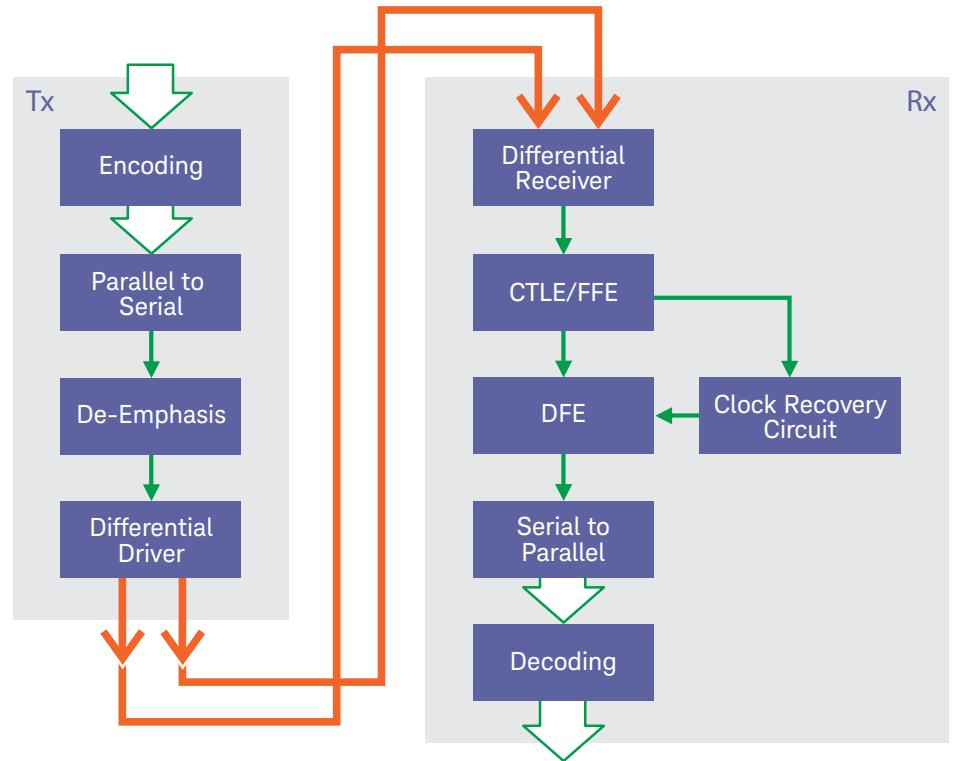 Tx
Encoding
Parallel to
Serial
De-Emphasis
Differential
Driver
Rx
Differential
Receiver
CTLE/FFE
DFE
Clock Recovery
Circuit
Serial to
Parallel
Decoding